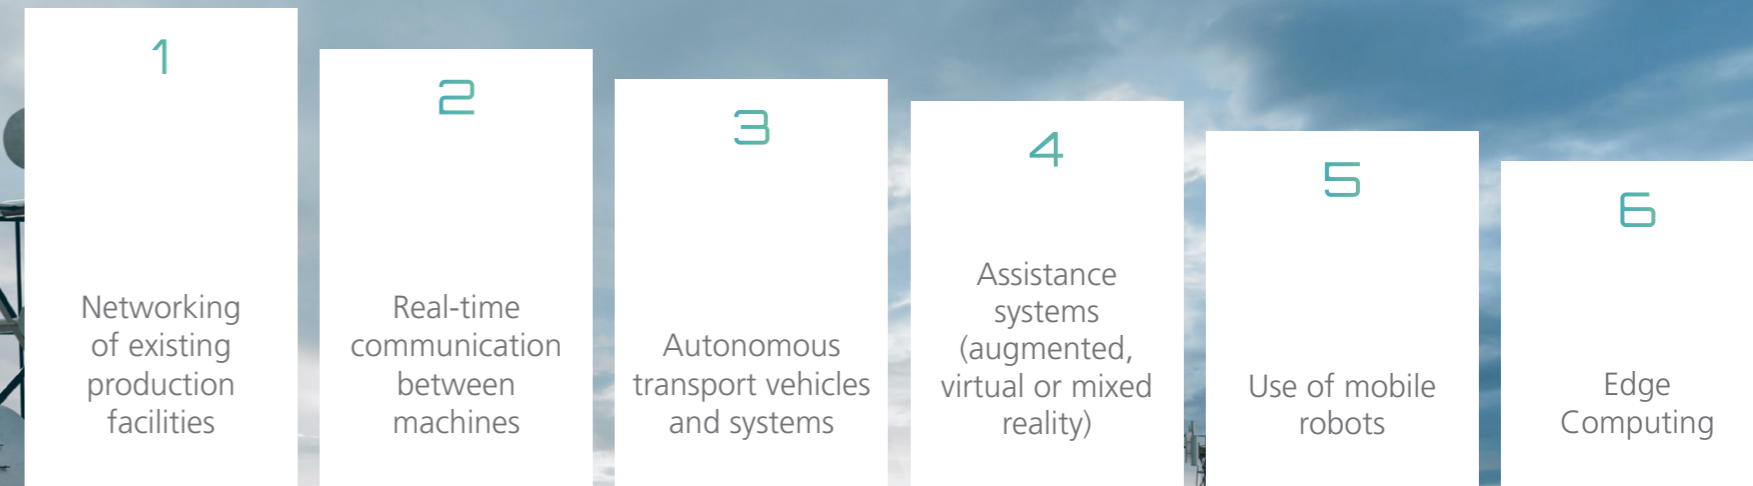 1
Networking
of existing
production
facilities
2
Real-time
communication
between
machines
3
Autonomous
transport vehicles
and systems
4
Assistance
systems
(augmented,
virtual or mixed
reality)
5
Use of mobile
robots
6
Edge
Computing